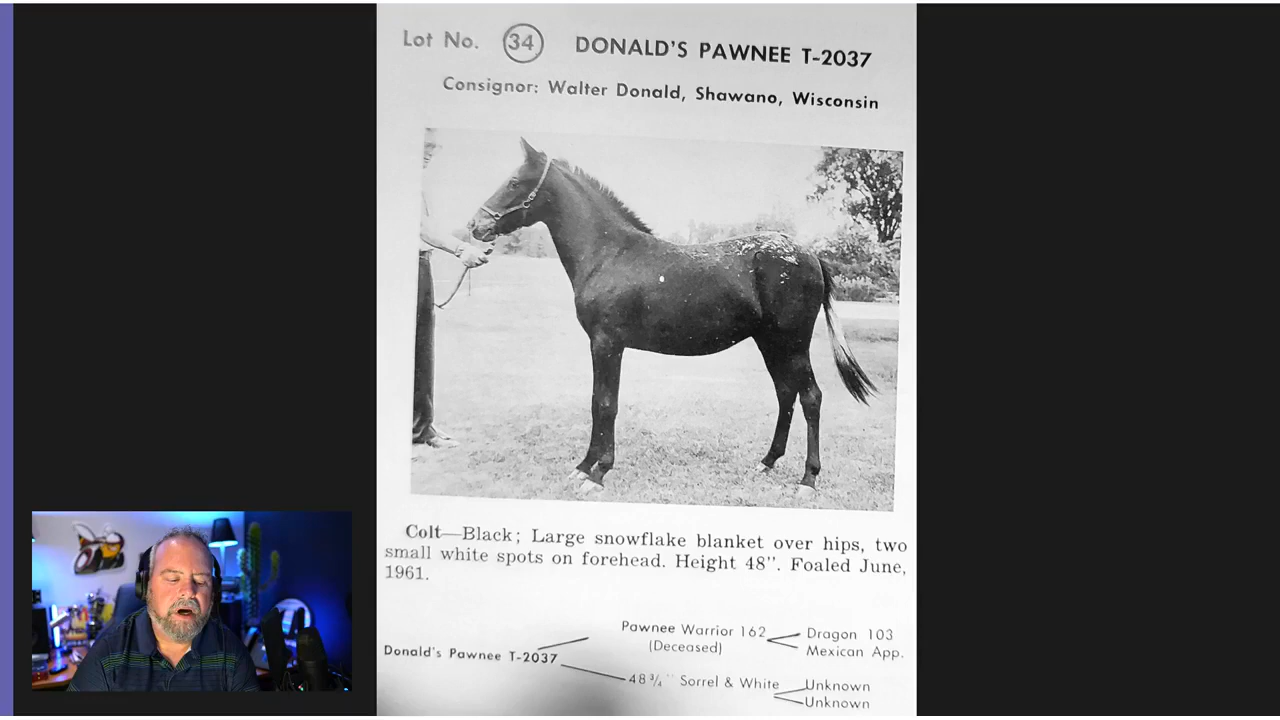 Lot No. 34 DONALD'S PAWNEE T-2037
Consignor: Walter Donald, Shawano, Wisconsin
Colt—Black; Large snowflake blanket over hips, two
small white spots on forehead. Height 48". Foaled June,
1961.
Pawnee Warrior 162
(Deceased)
Dragon 103
Mexican App.
Donald's Pawnee T-2037
48 3/4" Sorrel & White
Unknown
Unknown